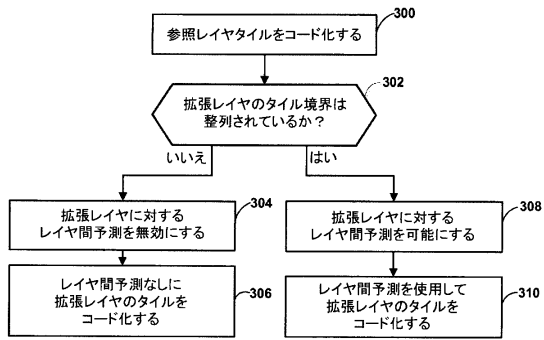 300
参照レイヤタイルをコード化する
302
拡張レイヤのタイル境界は
整列されているか?
いいえ
はい
304
拡張レイヤに対する
レイヤ間予測を無効にする
308
拡張レイヤに対する
レイヤ間予測を可能にする
306
レイヤ間予測なしに
拡張レイヤのタイルを
コード化する
310
レイヤ間予測を使用して
拡張レイヤのタイルを
コード化する